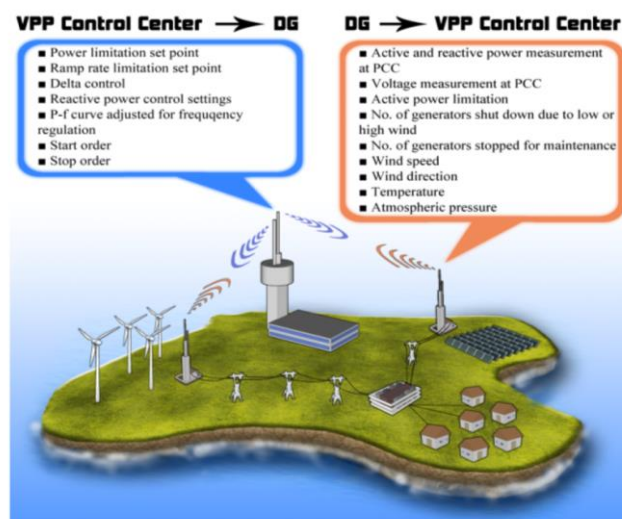 VPP Control Center → DG
■ Power limitation set point
■ Ramp rate limitation set point
■ Delta control
■ Reactive power control settings
■ P-f curve adjusted for frequqency
regulation
■ Start order
■ Stop order
DG → VPP Control Center
■ Active and reactive power measurement
at PCC
■ Voltage measurement at PCC
■ Active power limitation
■ No. of generators shut down due to low or
high wind
■ No. of generators stopped for maintenance
■ Wind speed
■ Wind direction
■ Temperature
■ Atmospheric pressure